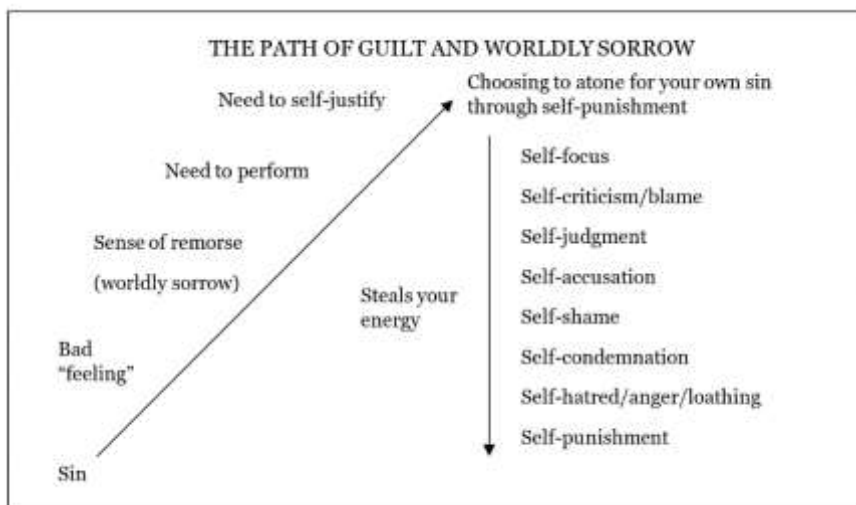 THE PATH OF GUILT AND WORLDLY SORROW
Need to self-justify
Choosing to atone for your own sin
through self-punishment
Need to perform
Sense of remorse
(worldly sorrow)
Bad
“feeling”
Sin
Steals your
energy
Self-focus
Self-criticism/blame
Self-judgment
Self-accusation
Self-shame
Self-condemnation
Self-hatred/anger/loathing
Self-punishment